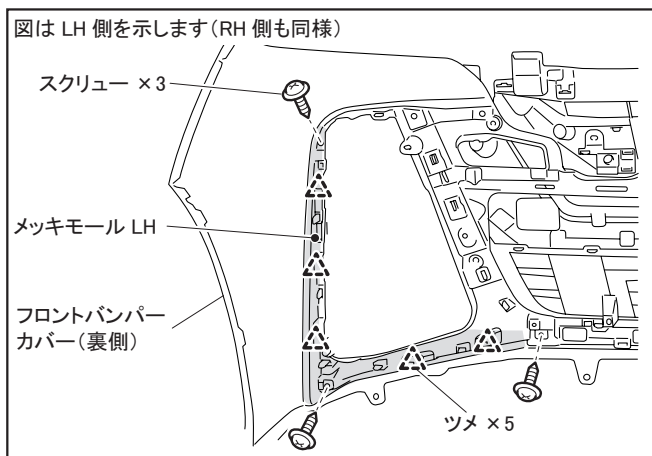 図は LH 側を示します（RH 側も同様）
スクリュー ×3
メッキモール LH
フロントバンパー
カバー（裏側）
ツメ ×5